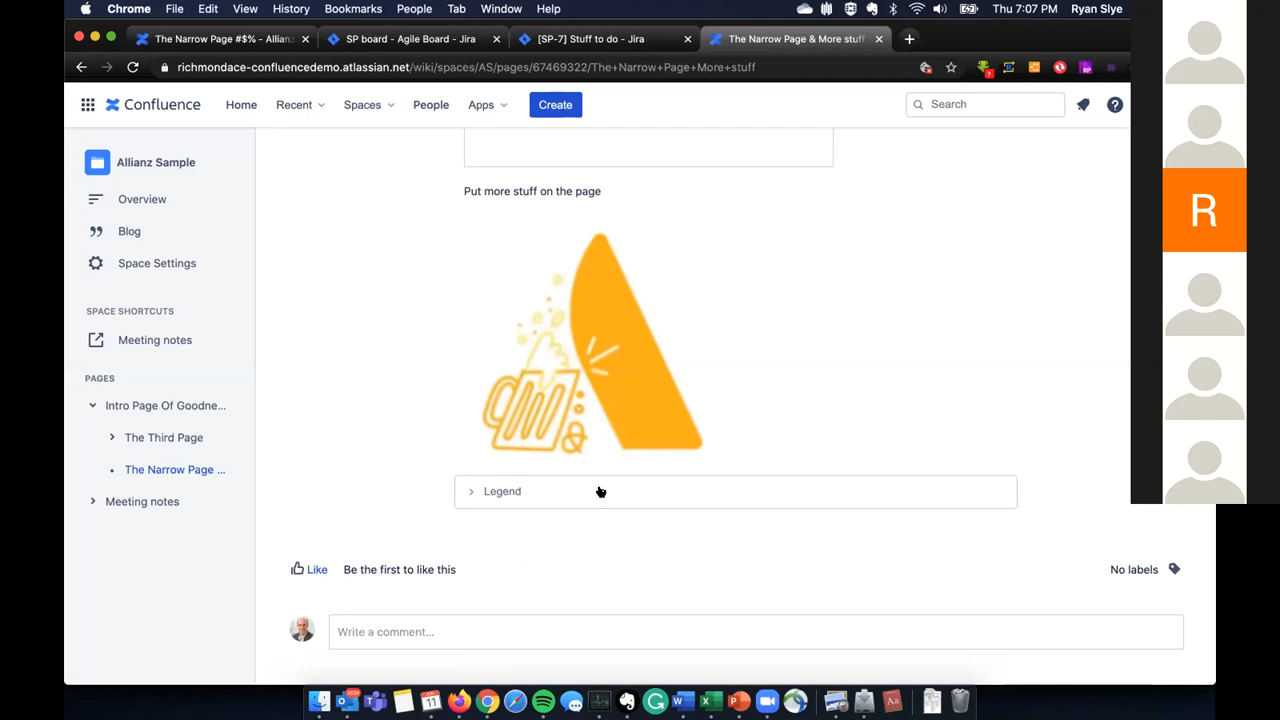 Chrome File Edit View History Bookmarks People Tab Window Help Thu 7:07 PM Ryan Slye
The Narrow Page #$% - Allianz SP board - Agile Board - Jira [SP-7] Stuff to do - Jira The Narrow Page & More stuff
richmondace-confluencedemo.atlassian.net/wiki/spaces/AS/pages/67469322/The+Narrow+Page+More+stuff
Confluence Home Recent Spaces People Apps Create Search
R
Allianz Sample
Overview
Blog
Space Settings
SPACE SHORTCUTS
Meeting notes
PAGES
Intro Page Of Goodne...
The Third Page
The Narrow Page ...
Meeting notes
Put more stuff on the page
&
Legend
Like Be the first to like this No labels
Write a comment...